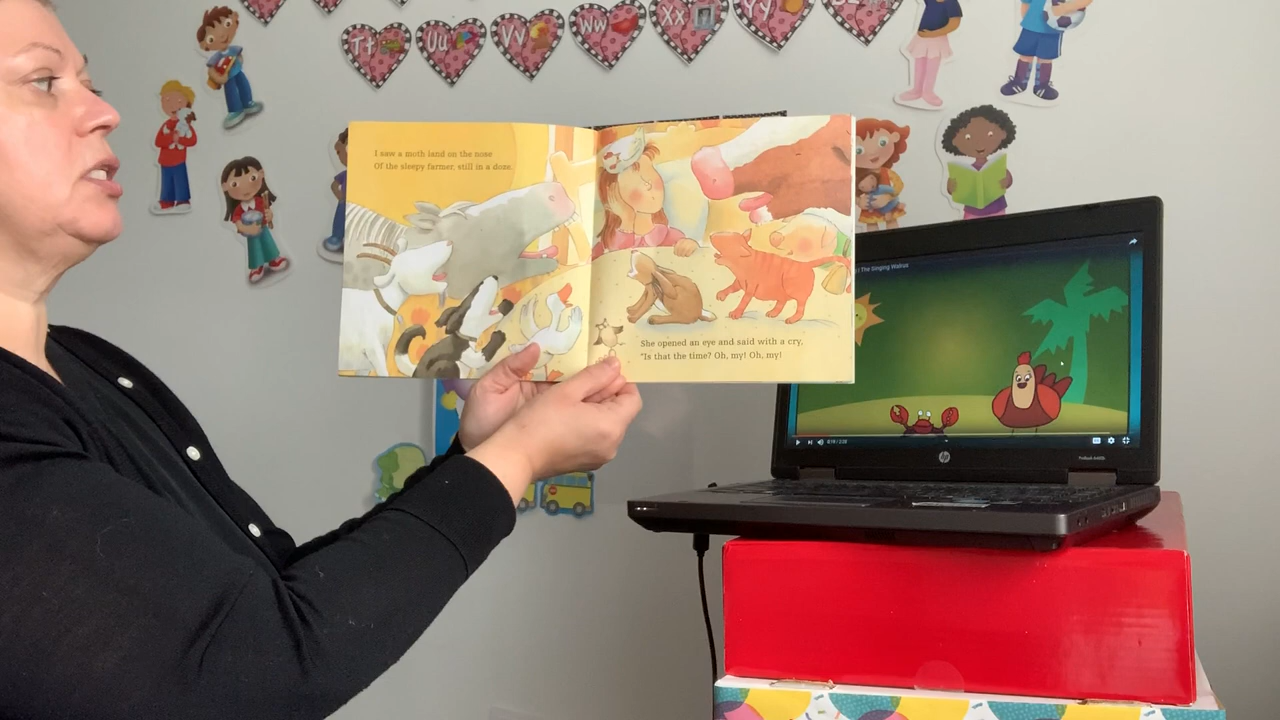 Tt
Uu
Vv
Ww
Xx
Yy
I saw a moth land on the nose
Of the sleepy farmer, still in a doze.
She opened an eye and said with a cry,
"Is that the time? Oh, my! Oh, my!
The Singing Walrus
hp